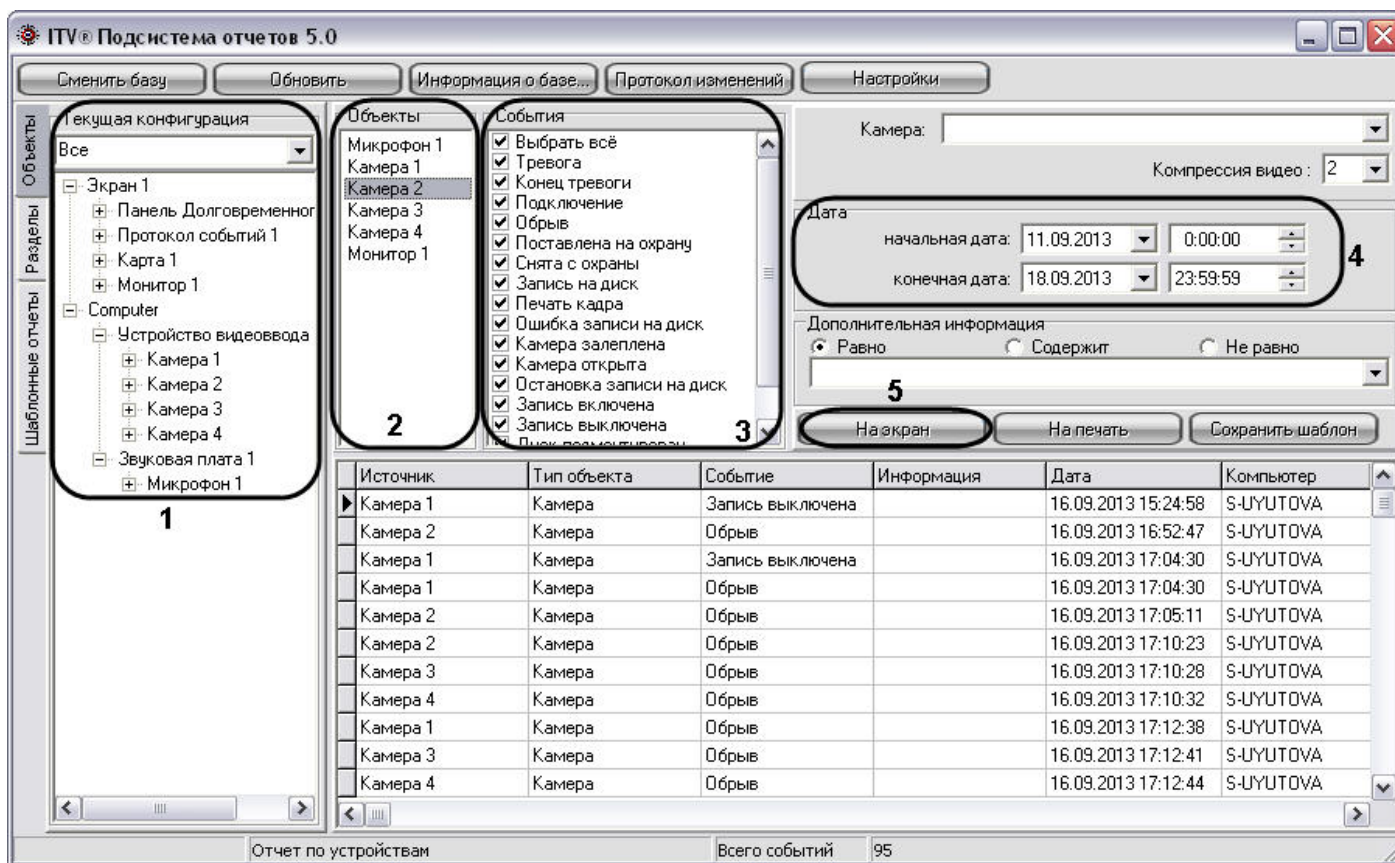 ITV® Подсистема отчетов 5.0
Сменить базу
Обновить
Информация о базе...
Протокол изменений
Настройки
Объекты
Разделы
Шаблонные отчеты
Текущая конфигурация
Все
Экран 1
Панель Долговременног
Протокол событий 1
Карта 1
Монитор 1
Computer
Устройство видеоввода
Камера 1
Камера 2
Камера 3
Камера 4
Звуковая плата 1
Микрофон 1
1
Объекты
Микрофон 1
Камера 1
Камера 2
Камера 3
Камера 4
Монитор 1
2
События
Выбрать всё
Тревога
Конец тревоги
Подключение
Обрыв
Поставлена на охрану
Снята с охраны
Запись на диск
Печать кадра
Ошибка записи на диск
Камера залеплена
Камера открыта
Остановка записи на диск
Запись включена
Запись выключена
3
Камера:
Компрессия видео : 2
Дата
начальная дата: 11.09.2013 0:00:00
конечная дата: 18.09.2013 23:59:59
4
Дополнительная информация
Равно Содержит Не равно
5
На экран
На печать
Сохранить шаблон
Источник Тип объекта Событие Информация Дата Компьютер
Камера 1 Камера Запись выключена 16.09.2013 15:24:58 S-UYUTOVA
Камера 2 Камера Обрыв 16.09.2013 16:52:47 S-UYUTOVA
Камера 1 Камера Запись выключена 16.09.2013 17:04:30 S-UYUTOVA
Камера 1 Камера Обрыв 16.09.2013 17:04:30 S-UYUTOVA
Камера 2 Камера Обрыв 16.09.2013 17:05:11 S-UYUTOVA
Камера 2 Камера Обрыв 16.09.2013 17:10:23 S-UYUTOVA
Камера 3 Камера Обрыв 16.09.2013 17:10:28 S-UYUTOVA
Камера 4 Камера Обрыв 16.09.2013 17:10:32 S-UYUTOVA
Камера 1 Камера Обрыв 16.09.2013 17:12:38 S-UYUTOVA
Камера 3 Камера Обрыв 16.09.2013 17:12:41 S-UYUTOVA
Камера 4 Камера Обрыв 16.09.2013 17:12:44 S-UYUTOVA
Отчет по устройствам Всего событий 95